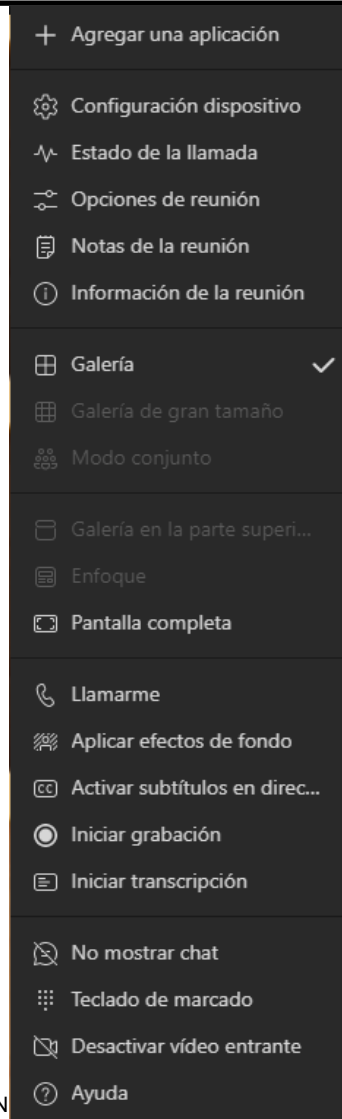 Agregar una aplicación
Configuración dispositivo
Estado de la llamada
Opciones de reunión
Notas de la reunión
Información de la reunión
Galería
Galería de gran tamaño
Modo conjunto
Galería en la parte superi...
Enfoque
Pantalla completa
Llamarme
Aplicar efectos de fondo
CC Activar subtítulos en direc...
Iniciar grabación
Iniciar transcripción
No mostrar chat
Teclado de marcado
Desactivar vídeo entrante
N
Ayuda